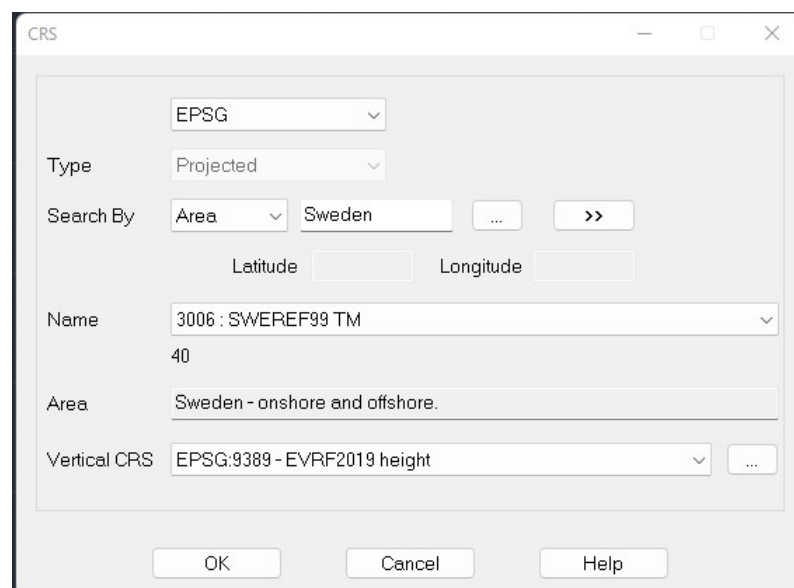 CRS
EPSG
Type Projected
Search By Area Sweden ... >>
Latitude Longitude
Name 3006 : SWEREF99 TM
40
Area Sweden - onshore and offshore.
Vertical CRS EPSG:9389 - EVRF2019 height ...
OK Cancel Help